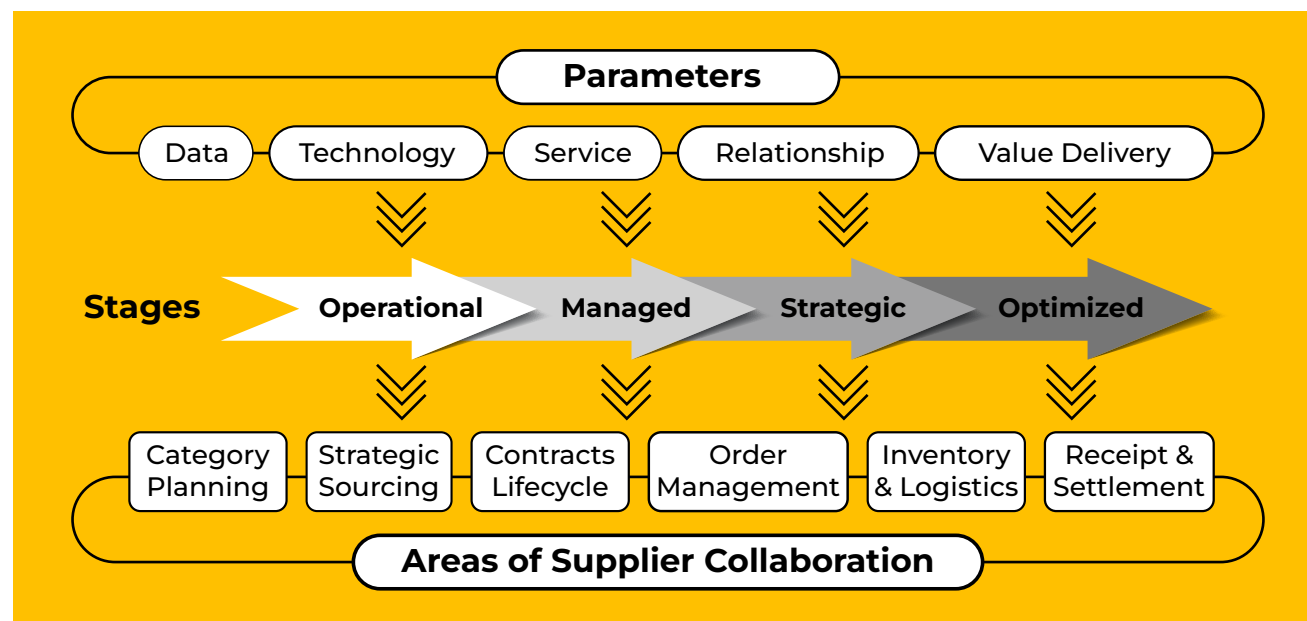 Parameters
Data
Technology
Service
Relationship
Value Delivery
Stages
Operational
Managed
Strategic
Optimized
Category
Planning
Strategic
Sourcing
Contracts
Lifecycle
Order
Management
Inventory
& Logistics
Receipt &
Settlement
Areas of Supplier Collaboration